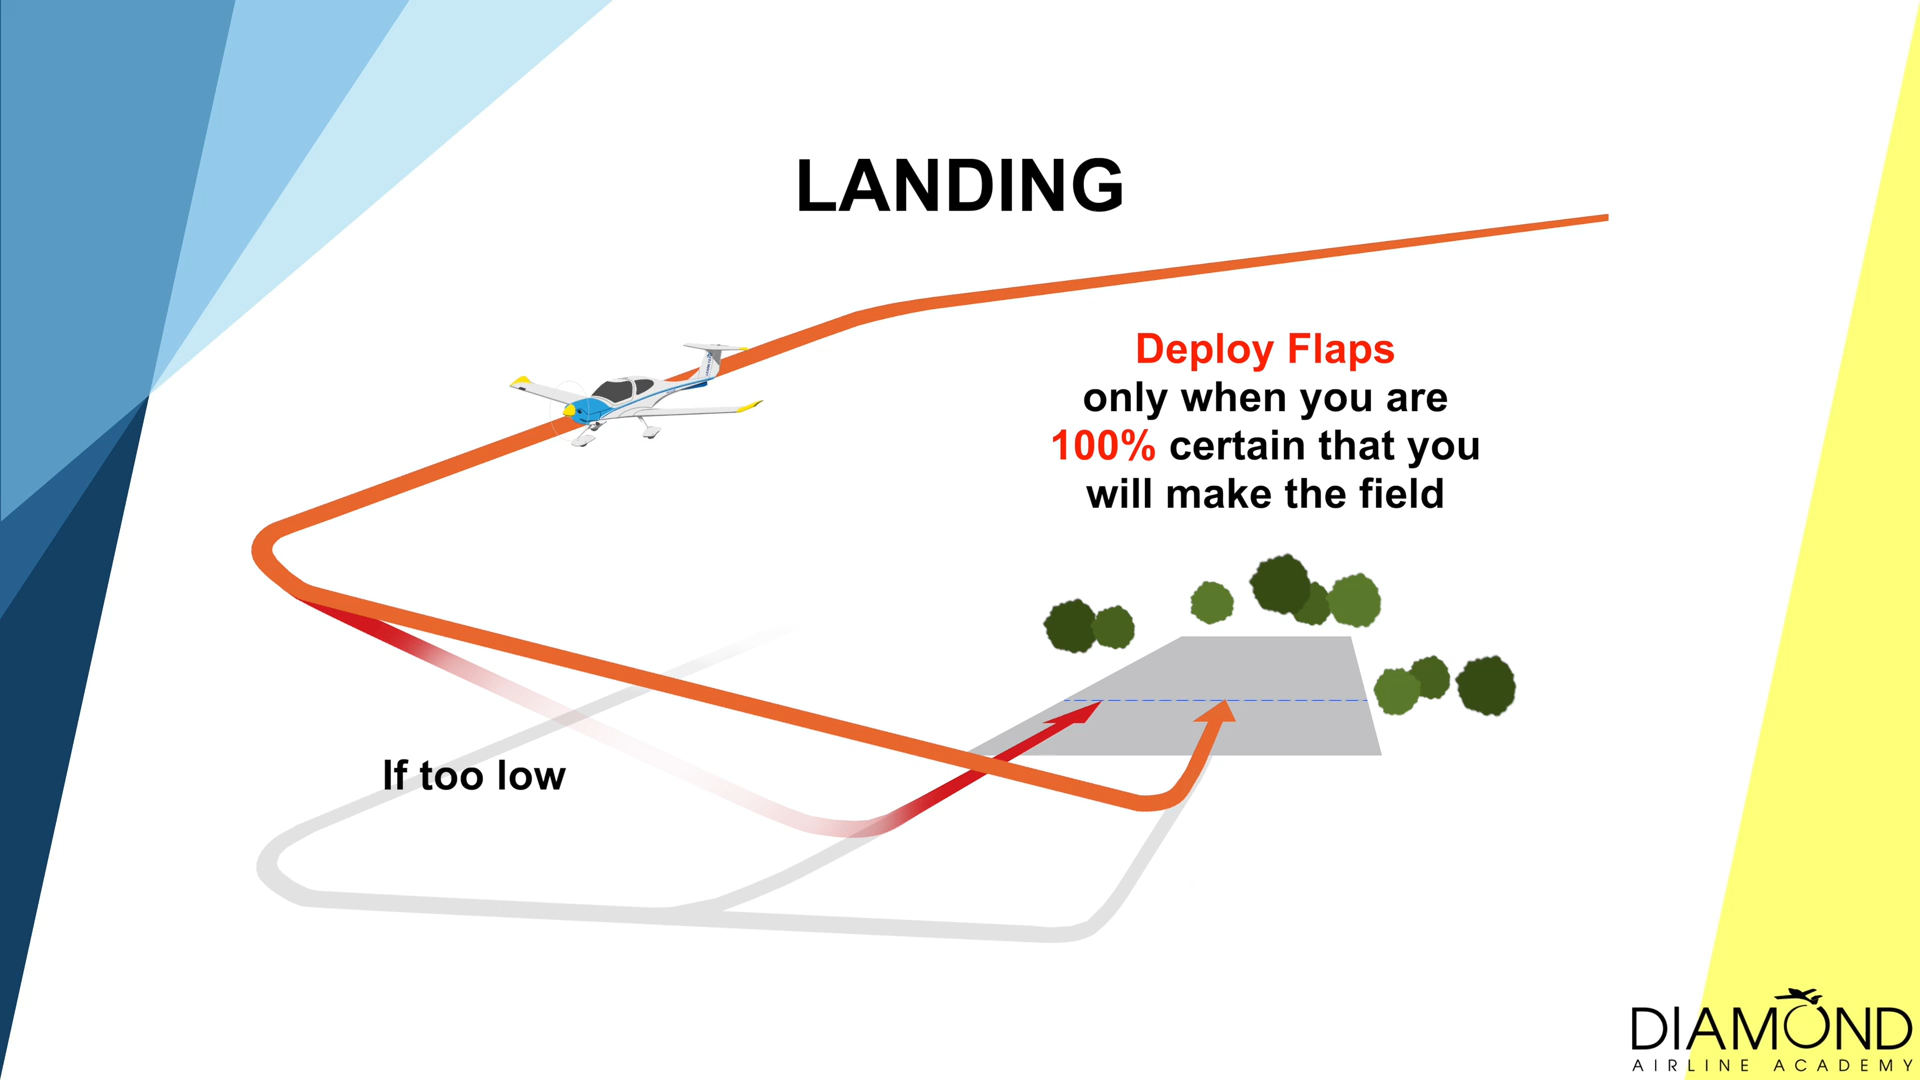 LANDING
Deploy Flaps
only when you are
100% certain that you
will make the field
If too low
DIAMOND
AIRLINE ACADEMY